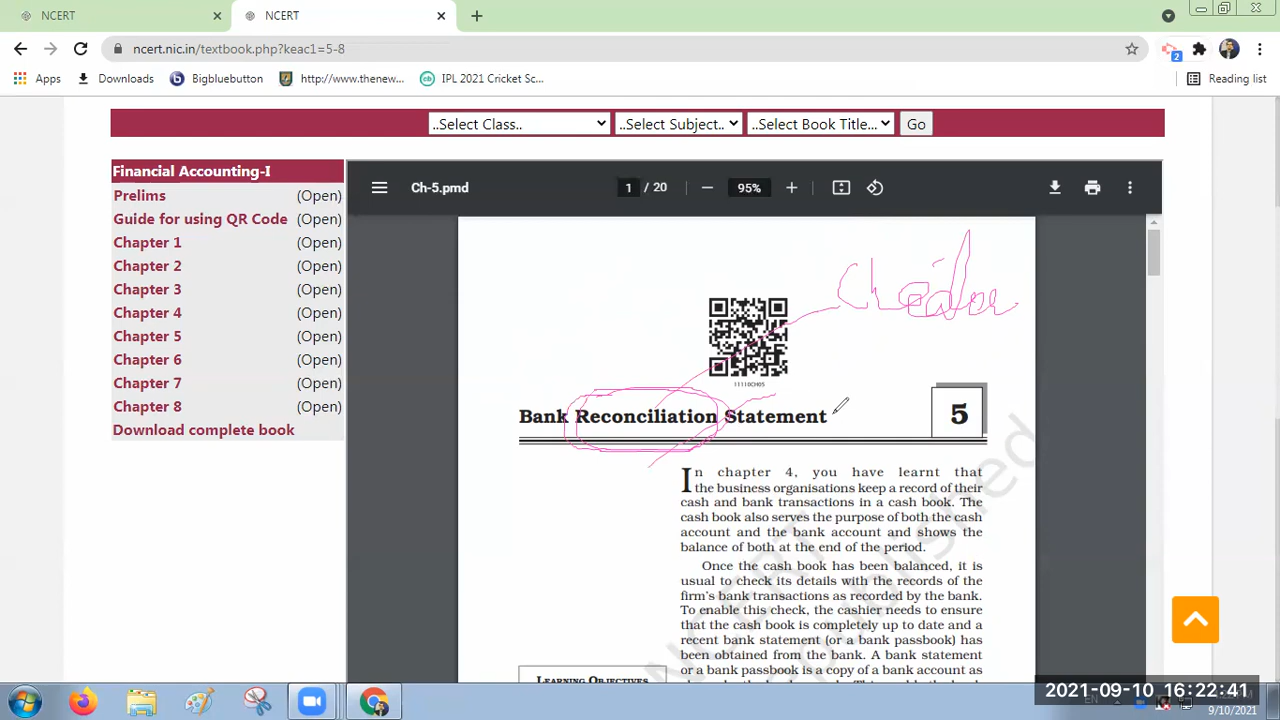 NCERT
NCERT
ncert.nic.in/textbook.php?keac1=5-8
2
Apps
Downloads
Bigbluebutton
http://www.thenew...
IPL 2021 Cricket Sc...
Reading list
..Select Class..
..Select Subject..
..Select Book Title...
Go
Financial Accounting-I
Prelims (Open)
Guide for using QR Code (Open)
Chapter 1 (Open)
Chapter 2 (Open)
Chapter 3 (Open)
Chapter 4 (Open)
Chapter 5 (Open)
Chapter 6 (Open)
Chapter 7 (Open)
Chapter 8 (Open)
Download complete book
Ch-5.pmd
1 / 20
95%
11110CH05
Bank Reconciliation Statement
5
In chapter 4, you have learnt that
the business organisations keep a record of their
cash and bank transactions in a cash book. The
cash book also serves the purpose of both the cash
account and the bank account and shows the
balance of both at the end of the period.
Once the cash book has been balanced, it is
usual to check its details with the records of the
firm's bank transactions as recorded by the bank.
To enable this check, the cashier needs to ensure
that the cash book is completely up to date and a
recent bank statement (or a bank passbook) has
been obtained from the bank. A bank statement
or a bank passbook is a copy of a bank account as
LEARNING OBJECTIVES
NCERT
published
EN
2021-09-10 16:22:41
9/10/2021